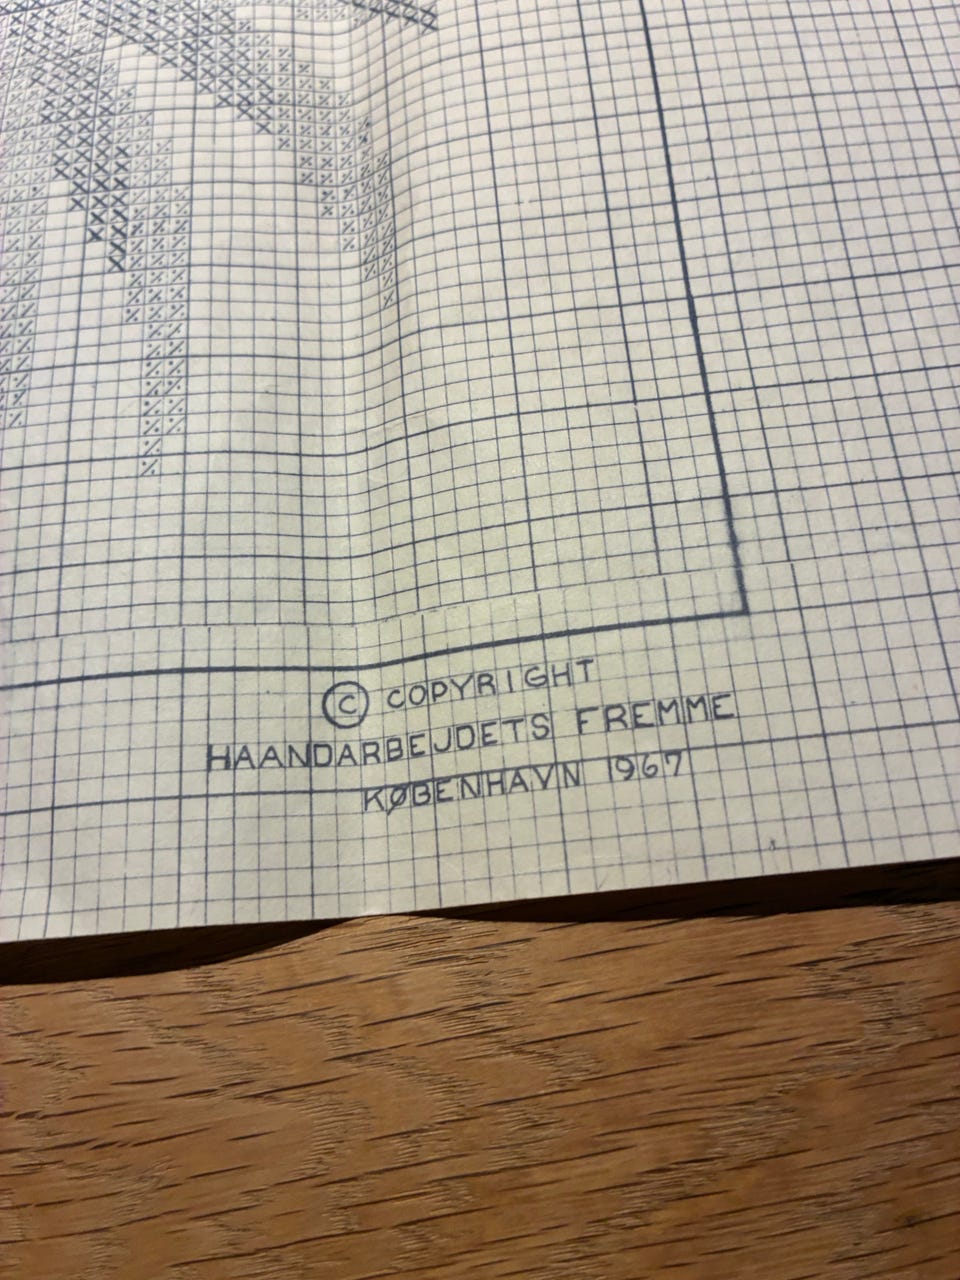 © COPYRIGHT
HAANDARBEJDETS FREMME
KØBENHAVN 1967